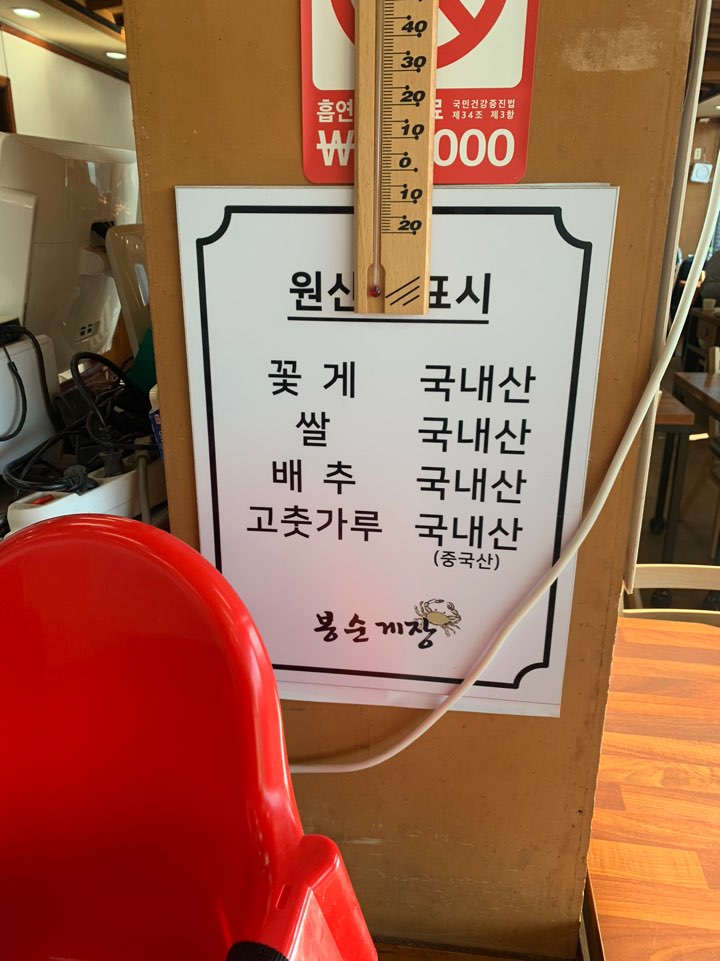 40
30
20
10
0
10
20
흡연
국민건강증진법
제34조 제3항
₩ 000
원산 표시
꽃게 국내산
쌀 국내산
배추 국내산
고춧가루 국내산
(중국산)
봉순게장